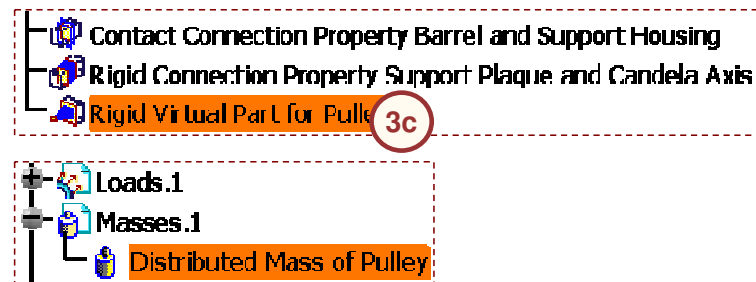 Contact Connection Property Barrel and Support Housing
Rigid Connection Property Support Plaque and Candela Axis
Rigid Virtual Part for Pulle
3c
Loads.1
Masses.1
Distributed Mass of Pulley